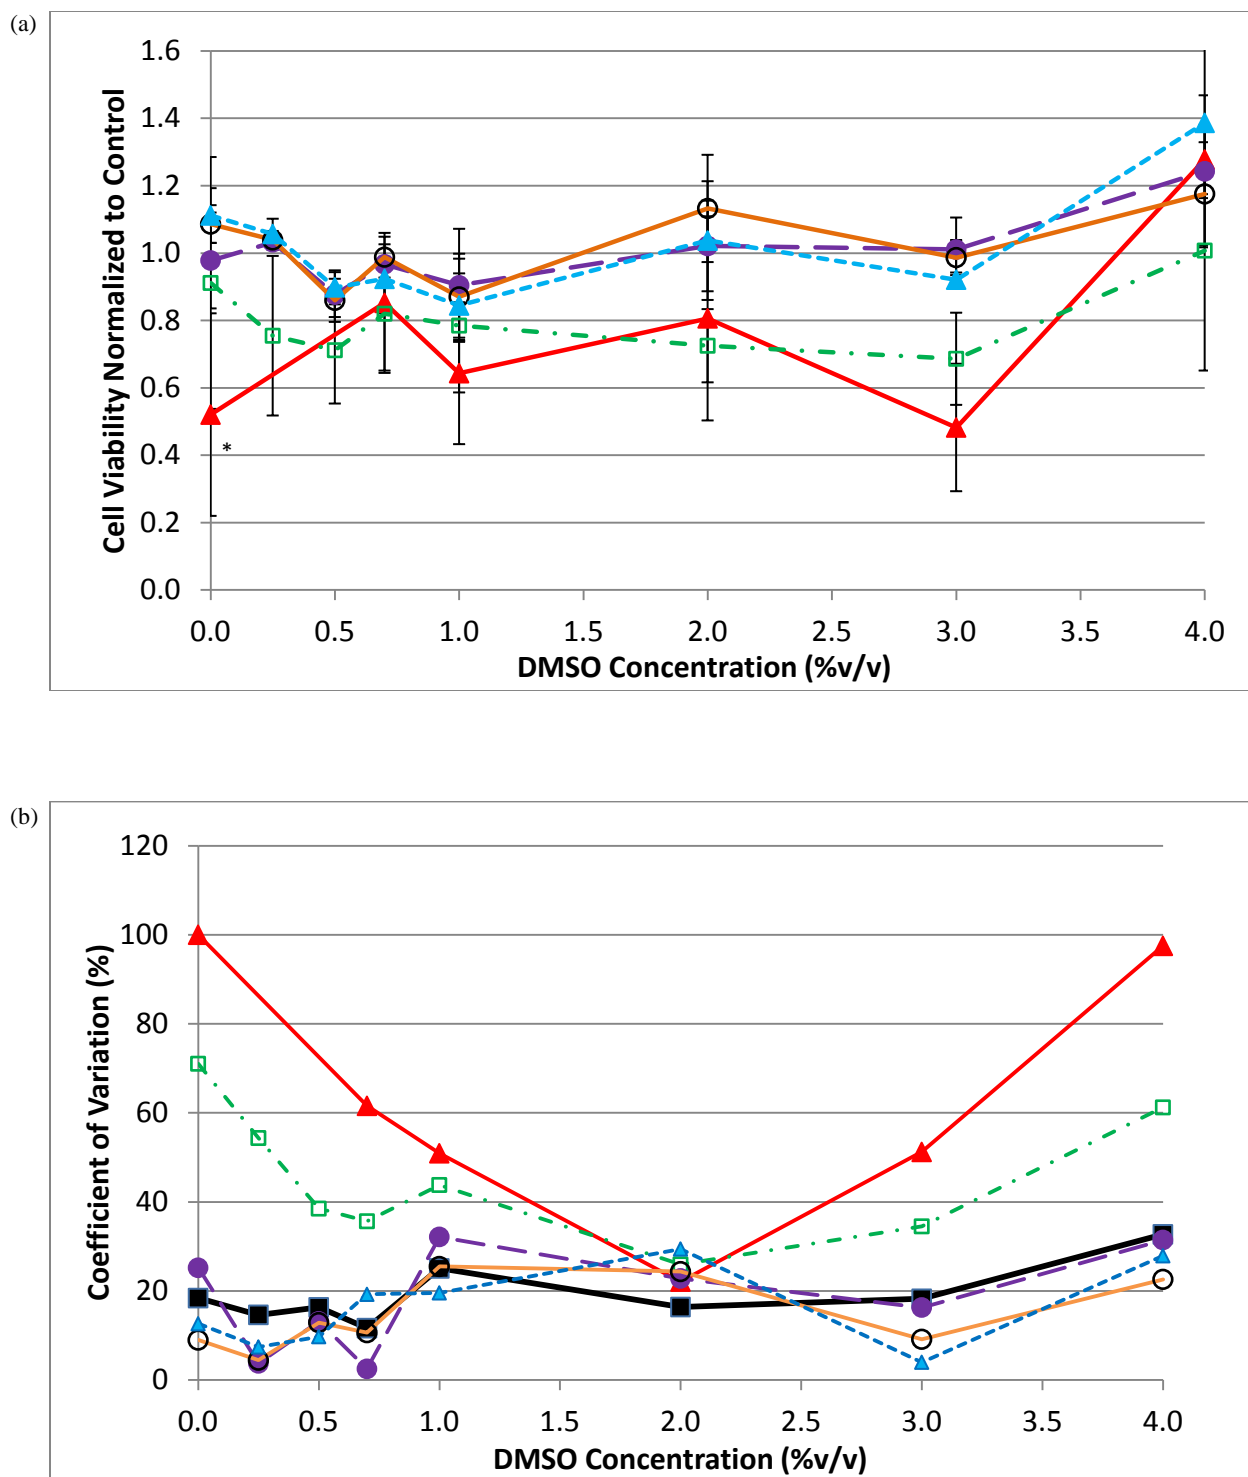 (a)
Cell Viability Normalized to Control
1.6
1.4
1.2
1.0
0.8
0.6
0.4
0.2
0.0
*
0.0 0.5 1.0 1.5 2.0 2.5 3.0 3.5 4.0
DMSO Concentration (%v/v)
(b)
Coefficient of Variation (%)
120
100
80
60
40
20
0
0.0 0.5 1.0 1.5 2.0 2.5 3.0 3.5 4.0
DMSO Concentration (%v/v)